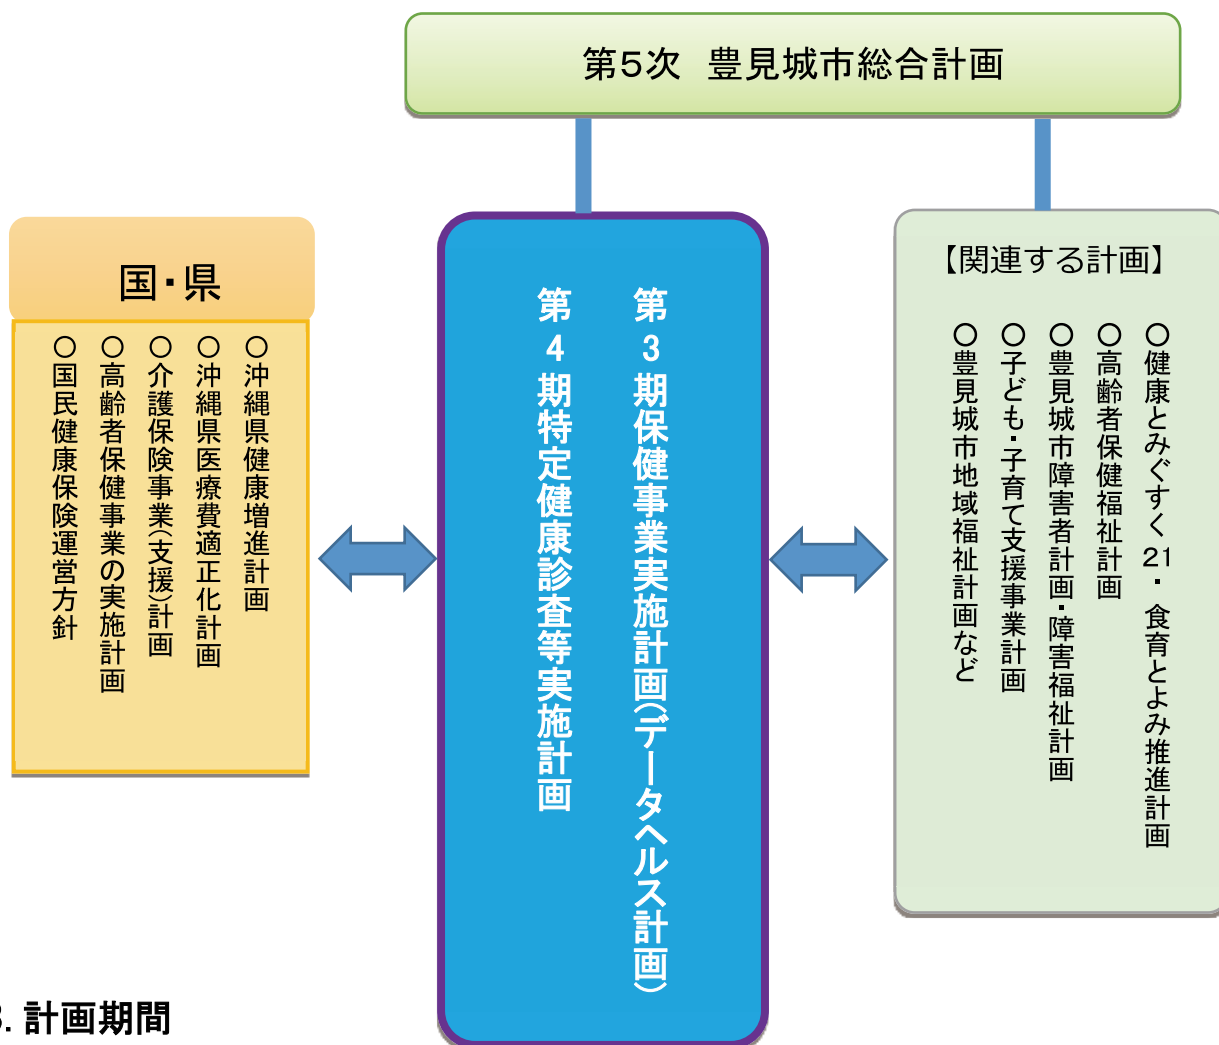 第5次 豊見城市総合計画
国・県
○沖縄県健康増進計画
○沖縄県医療費適正化計画
○介護保険事業(支援)計画
○高齢者保健事業の実施計画
○国民健康保険運営方針
第3期保健事業実施計画(データヘルス計画)
第4期特定健康診査等実施計画
【関連する計画】
○健康とみぐすく21・ 食育とよみ推進計画
○高齢者保健福祉計画
○豊見城市障害者計画・障害福祉計画
○子ども・子育て支援事業計画
○豊見城市地域福祉計画など
3. 計画期間